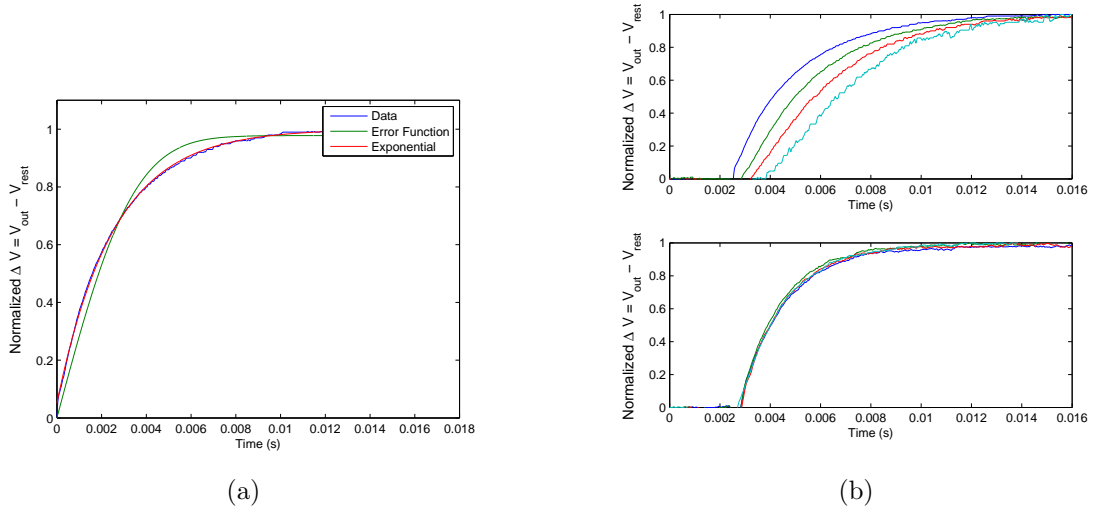 Normalized Δ V = V_out − V_rest
1
0.8
0.6
0.4
0.2
0
0 0.002 0.004 0.006 0.008 0.01 0.012 0.014 0.016 0.018
Time (s)
Data
Error Function
Exponential
(a)
Normalized Δ V = V_out − V_rest
1
0.8
0.6
0.4
0.2
0
0 0.002 0.004 0.006 0.008 0.01 0.012 0.014 0.016
Time (s)
Normalized Δ V = V_out − V_rest
1
0.8
0.6
0.4
0.2
0
0 0.002 0.004 0.006 0.008 0.01 0.012 0.014 0.016
Time (s)
(b)